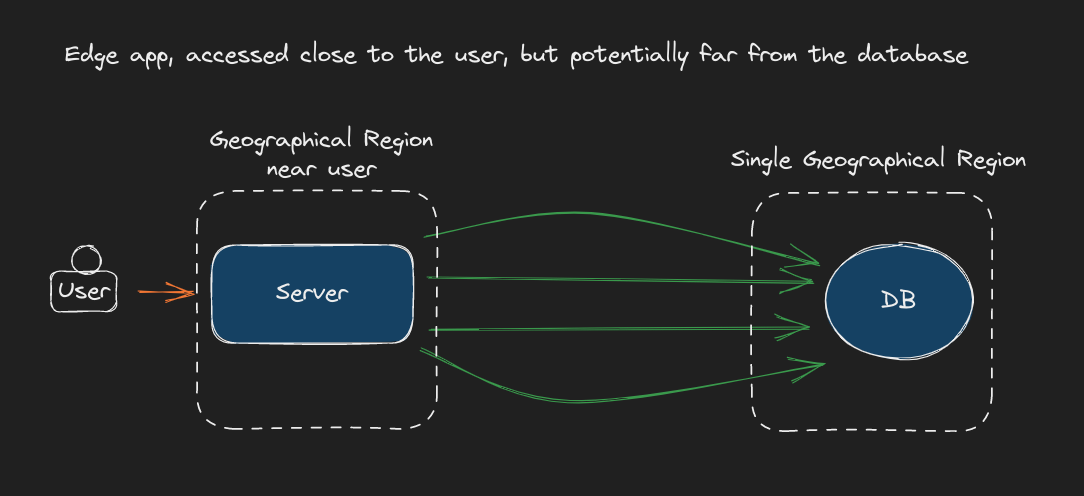 Edge app, accessed close to the user, but potentially far from the database
Geographical Region
near user
Single Geographical Region
User
Server
DB